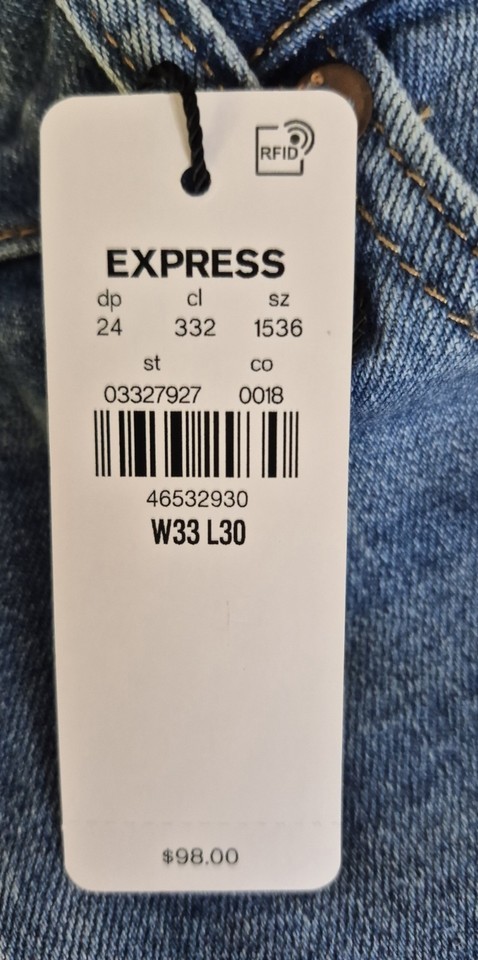 RFID
EXPRESS
dp cl sz
24 332 1536
st co
03327927 0018
46532930
W33 L30
$98.00